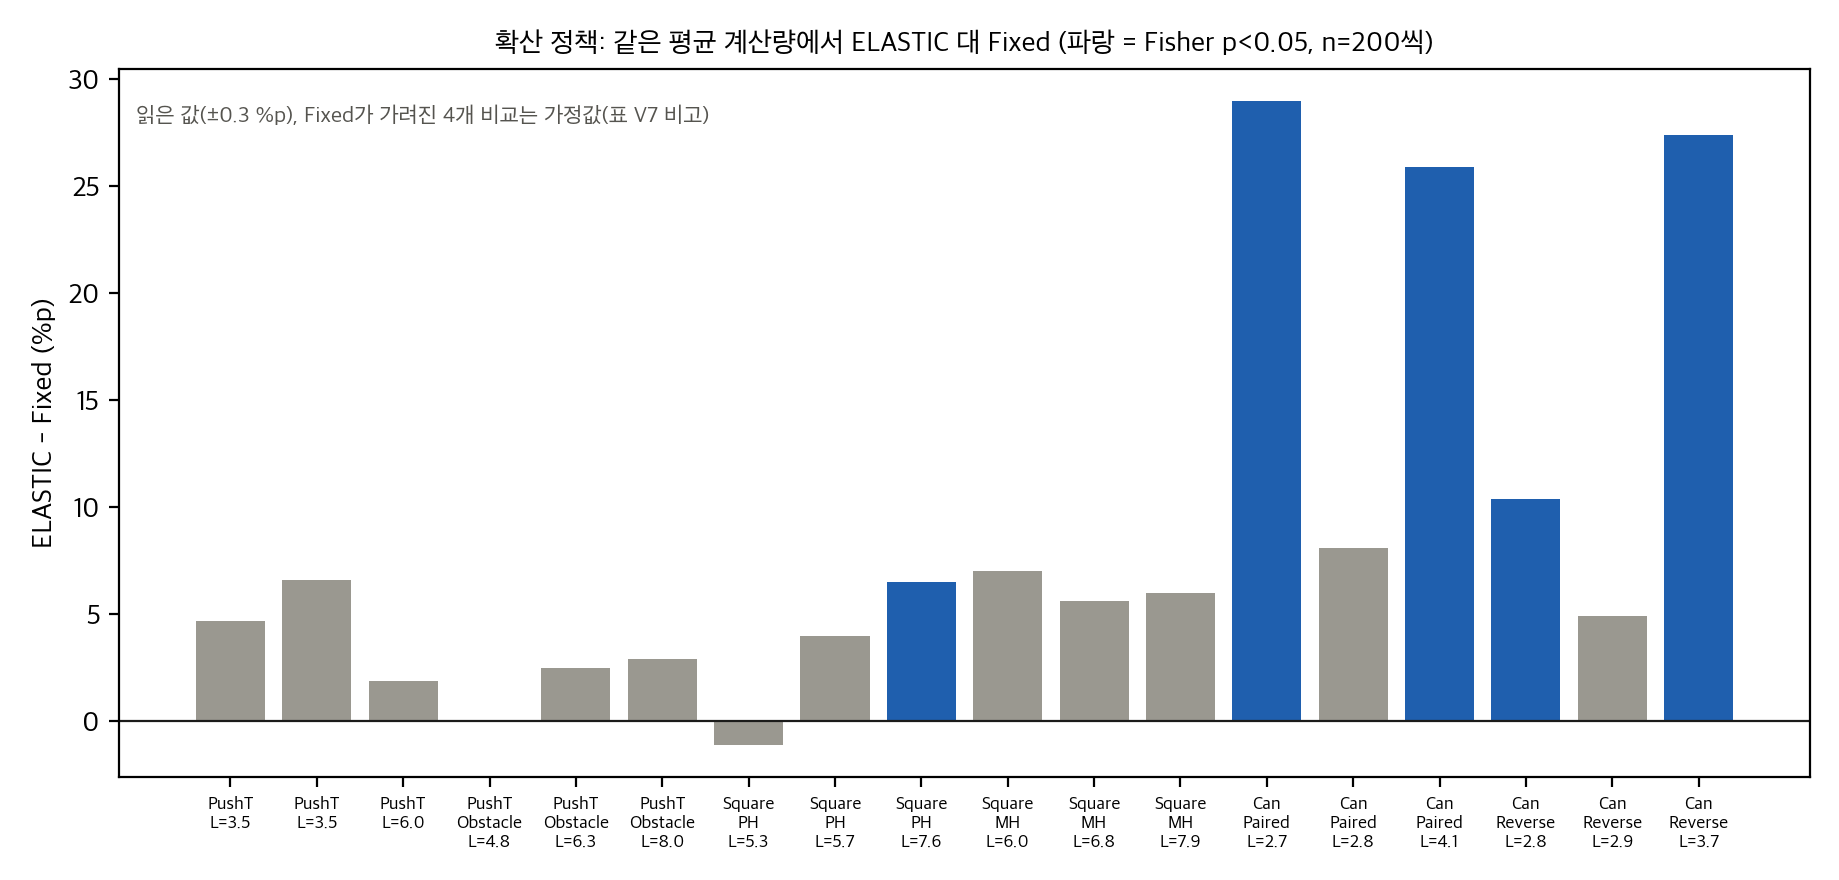 확산 정책: 같은 평균 계산량에서 ELASTIC 대 Fixed (파랑 = Fisher p<0.05, n=200씩)
읽은 값(±0.3 %p), Fixed가 가려진 4개 비교는 가정값(표 V7 비고)
ELASTIC − Fixed (%p)
30
25
20
15
10
5
0
PushT
L=3.5
PushT
L=3.5
PushT
L=6.0
PushT
Obstacle
L=4.8
PushT
Obstacle
L=6.3
PushT
Obstacle
L=8.0
Square
PH
L=5.3
Square
PH
L=5.7
Square
PH
L=7.6
Square
MH
L=6.0
Square
MH
L=6.8
Square
MH
L=7.9
Can
Paired
L=2.7
Can
Paired
L=2.8
Can
Paired
L=4.1
Can
Reverse
L=2.8
Can
Reverse
L=2.9
Can
Reverse
L=3.7